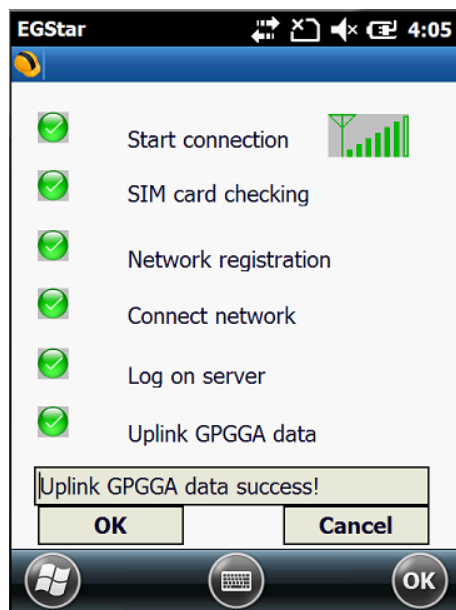 EGStar 4:05
Start connection
SIM card checking
Network registration
Connect network
Log on server
Uplink GPGGA data
Uplink GPGGA data success!
OK Cancel
OK